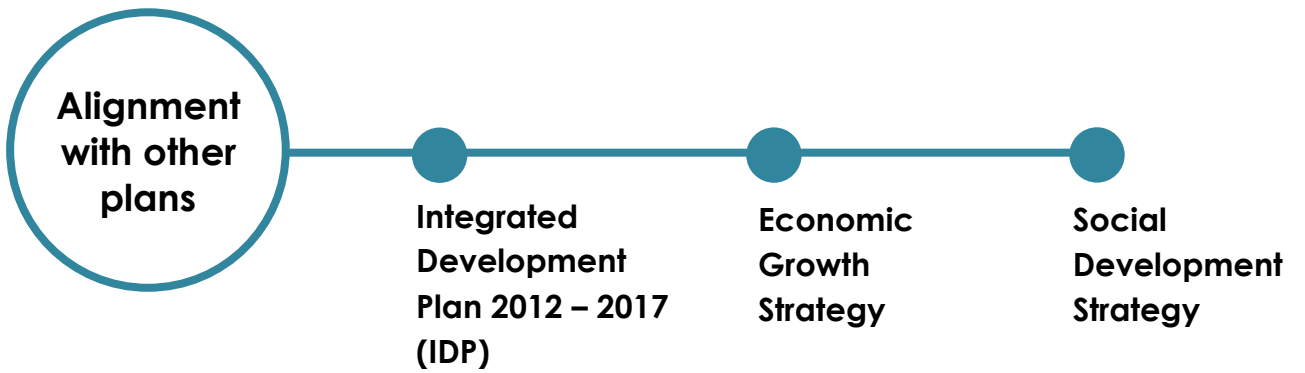 Alignment
with other
plans
Integrated
Development
Plan 2012 – 2017
(IDP)
Economic
Growth
Strategy
Social
Development
Strategy